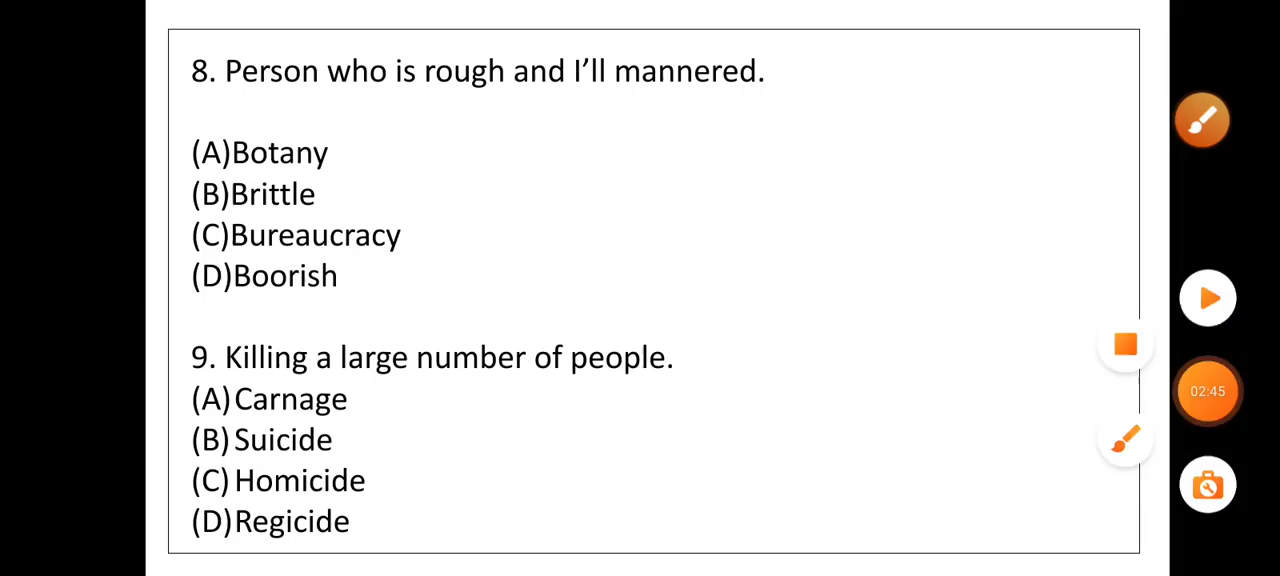 8. Person who is rough and I’ll mannered.
(A)Botany
(B)Brittle
(C)Bureaucracy
(D)Boorish
9. Killing a large number of people.
(A)Carnage
(B)Suicide
(C)Homicide
(D)Regicide
02:45